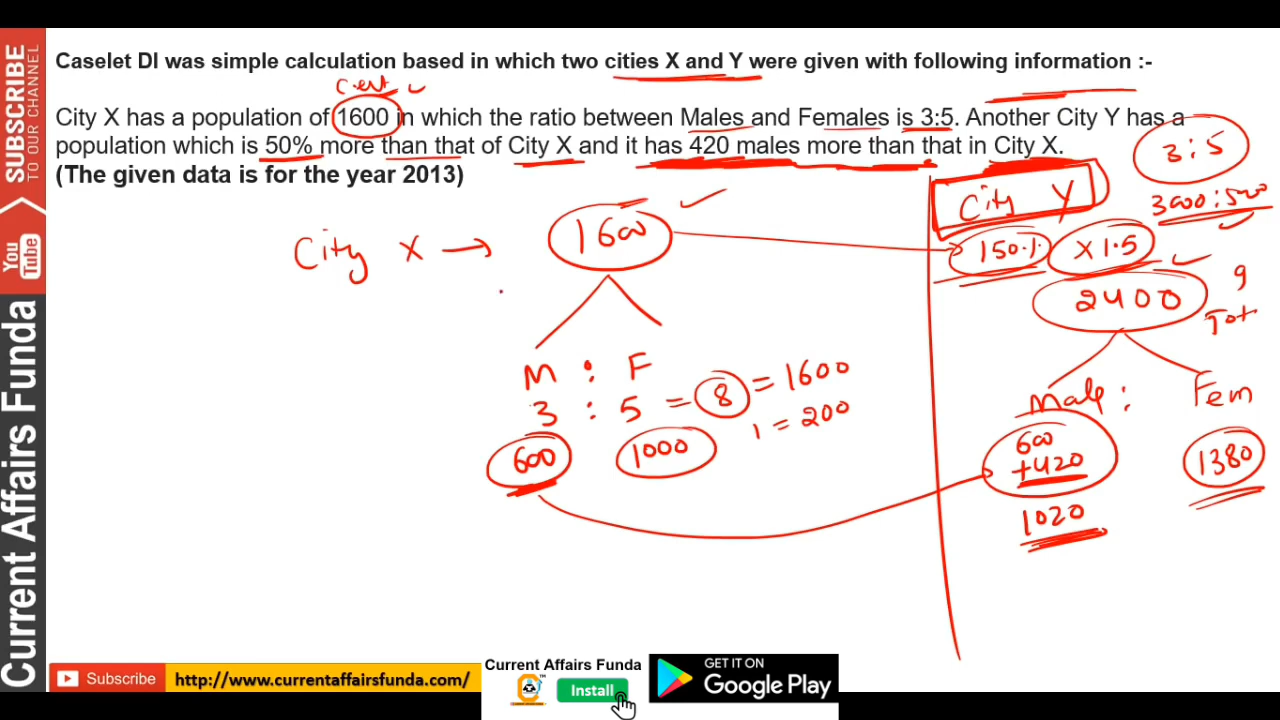 Caselet DI was simple calculation based in which two cities X and Y were given with following information :-
Cert
City X has a population of 1600 in which the ratio between Males and Females is 3:5. Another City Y has a
population which is 50% more than that of City X and it has 420 males more than that in City X.
(The given data is for the year 2013)
3 : 5
City Y
City X → 1600
150% X1.5
2400
9
Tot
M : F
3 : 5 = 8 = 1600
1 = 200
600 1000
Male : Fem
600
+420
1380
1020
SUBSCRIBE
TO OUR CHANNEL
You
Tube
Current Affairs Funda
Subscribe
http://www.currentaffairsfunda.com/
Current Affairs Funda
Install
GET IT ON
Google Play